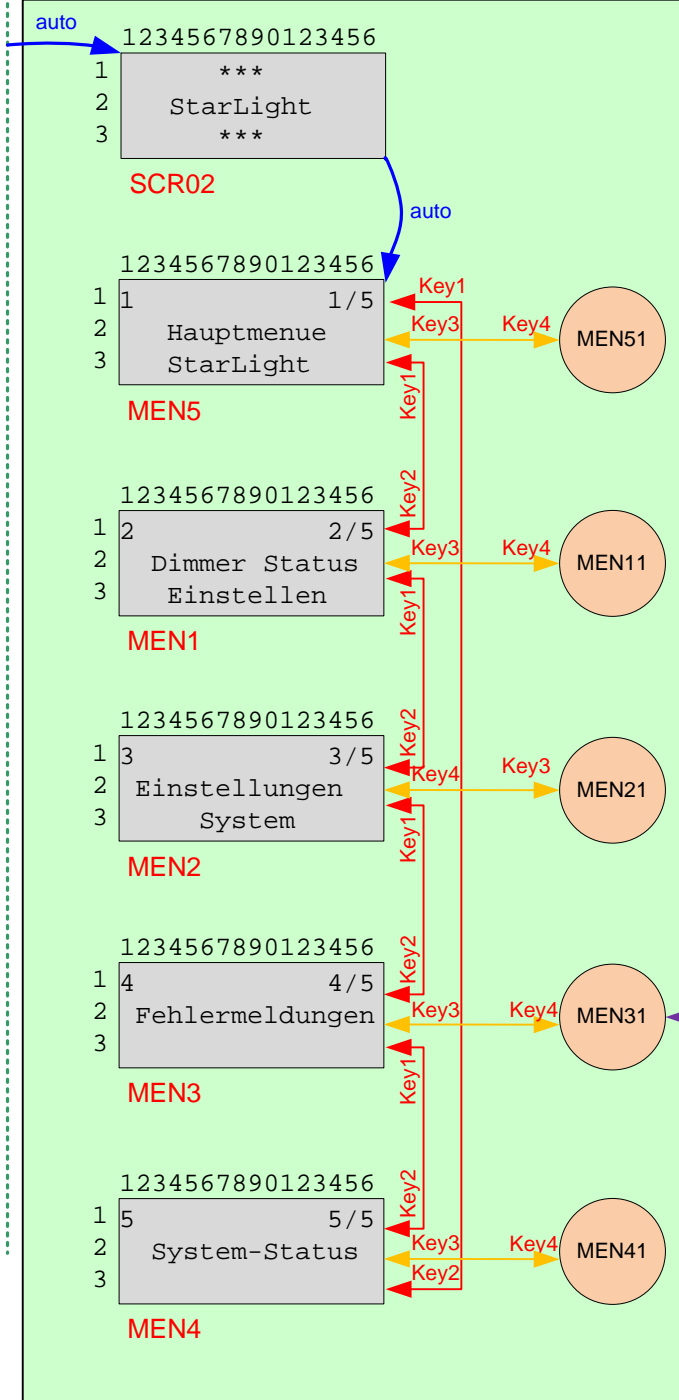 auto
1234567890123456
1 ***
2 StarLight
3 ***
SCR02
auto
1234567890123456
1 1 1/5
2 Hauptmenue
3 StarLight
MEN5
Key1
Key3 Key4
MEN51
Key1
Key2
1234567890123456
1 2 2/5
2 Dimmer Status
3 Einstellen
MEN1
Key3 Key4
MEN11
Key1
Key2
1234567890123456
1 3 3/5
2 Einstellungen
3 System
MEN2
Key4 Key3
MEN21
Key1
Key2
1234567890123456
1 4 4/5
2 Fehlermeldungen
3
MEN3
Key3 Key4
MEN31
Key1
Key2
1234567890123456
1 5 5/5
2 System-Status
3
MEN4
Key3 Key4
MEN41
Key2